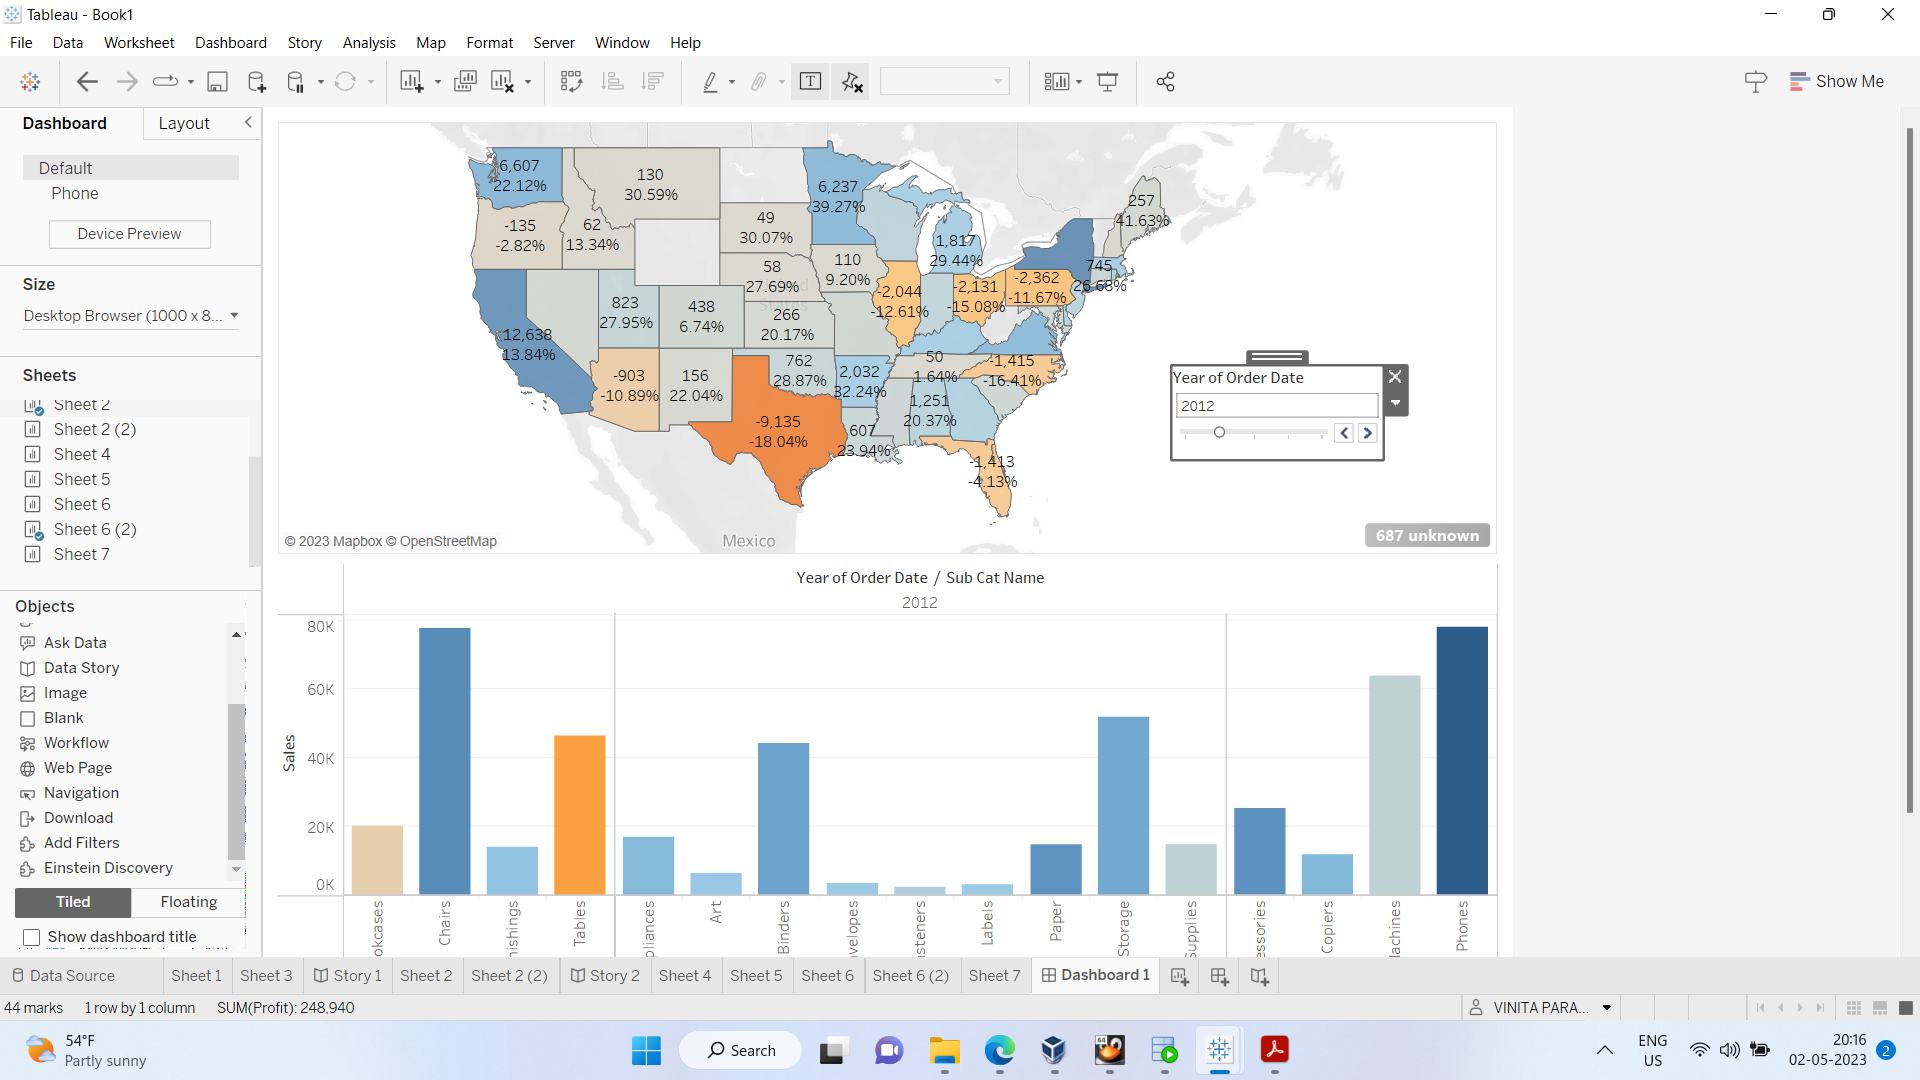 Tableau - Book1
File Data Worksheet Dashboard Story Analysis Map Format Server Window Help
Show Me
Dashboard Layout
Default
Phone
Device Preview
Size
Desktop Browser (1000 x 8...
Sheets
Sheet 2
Sheet 2 (2)
Sheet 4
Sheet 5
Sheet 6
Sheet 6 (2)
Sheet 7
Objects
Ask Data
Data Story
Image
Blank
Workflow
Web Page
Navigation
Download
Add Filters
Einstein Discovery
Tiled Floating
Show dashboard title
6,607
22.12%
130
30.59%
6,237
39.27%
257
41.63%
-135
-2.82%
62
13.34%
49
30.07%
1,817
29.44%
110
9.20%
58
27.69%
745
26.68%
-2,362
-11.67%
-2,131
-15.08%
-2,044
-12.61%
823
27.95%
438
6.74%
266
20.17%
12,638
13.84%
-903
-10.89%
156
22.04%
762
28.87%
2,032
32.24%
50
1.64%
-1,415
-16.41%
1,251
20.37%
-9,135
-18.04%
607
23.94%
-1,413
-4.13%
Year of Order Date
2012
© 2023 Mapbox © OpenStreetMap
Mexico
687 unknown
Year of Order Date / Sub Cat Name
2012
Sales
80K
60K
40K
20K
0K
okcases
Chairs
nishings
Tables
pliances
Art
Binders
velopes
asteners
Labels
Paper
Storage
Supplies
essories
Copiers
lachines
Phones
Data Source Sheet 1 Sheet 3 Story 1 Sheet 2 Sheet 2 (2) Story 2 Sheet 4 Sheet 5 Sheet 6 Sheet 6 (2) Sheet 7 Dashboard 1
44 marks 1 row by 1 column SUM(Profit): 248,940
VINITA PARA...
54°F
Partly sunny
Search
64
ENG
US
20:16
02-05-2023
2